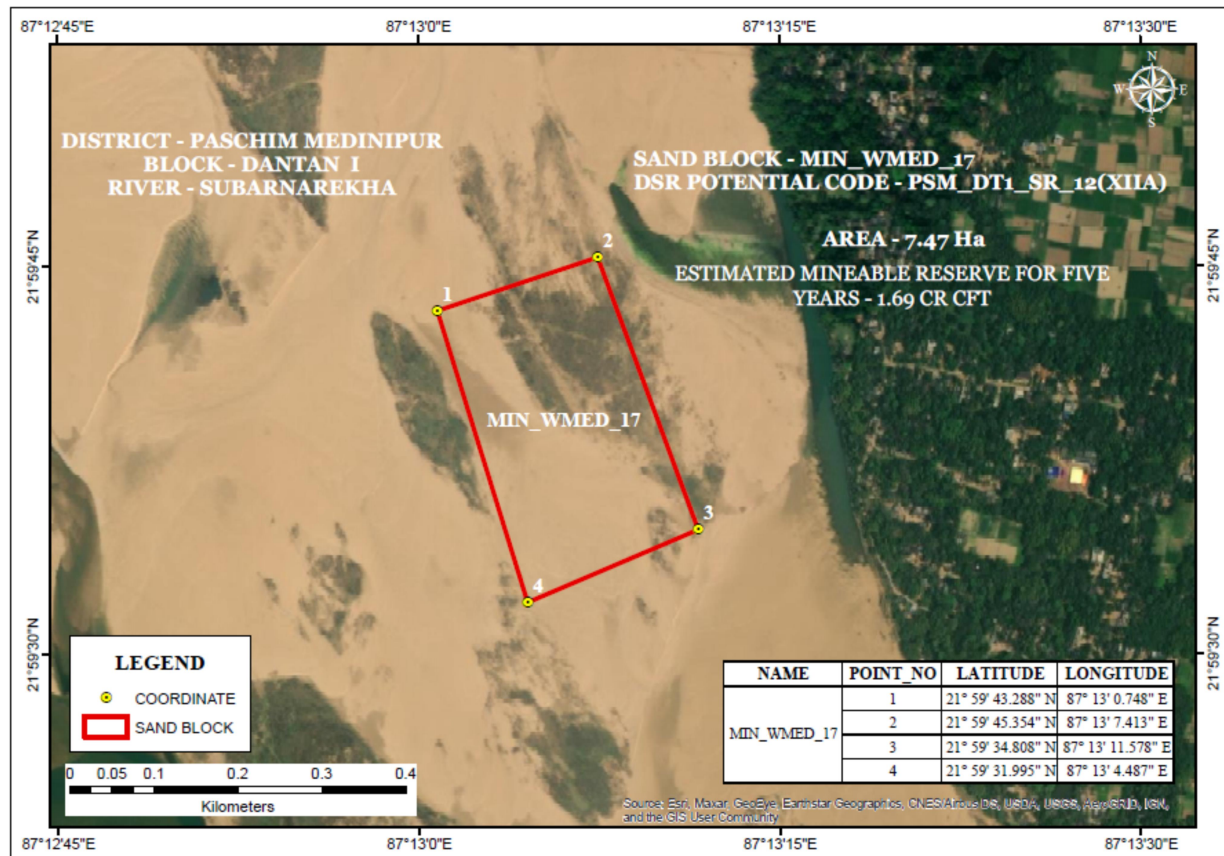 87°12'45"E 87°13'0"E 87°13'15"E 87°13'30"E
N
W E
S
DISTRICT - PASCHIM MEDINIPUR
BLOCK - DANTAN I
RIVER - SUBARNAREKHA
SAND BLOCK - MIN_WMED_17
DSR POTENTIAL CODE - PSM_DT1_SR_12(XIIA)
AREA - 7.47 Ha
ESTIMATED MINEABLE RESERVE FOR FIVE
YEARS - 1.69 CR CFT
21°59'45"N
21°59'45"N
2
1
MIN_WMED_17
3
4
21°59'30"N
21°59'30"N
LEGEND
COORDINATE
SAND BLOCK
0 0.05 0.1 0.2 0.3 0.4
Kilometers
NAME POINT_NO LATITUDE LONGITUDE
MIN_WMED_17
1 21° 59' 43.288" N 87° 13' 0.748" E
2 21° 59' 45.354" N 87° 13' 7.413" E
3 21° 59' 34.808" N 87° 13' 11.578" E
4 21° 59' 31.995" N 87° 13' 4.487" E
Source: Esri, Maxar, GeoEye, Earthstar Geographics, CNES/Airbus DS, USDA, USGS, AeroGRID, IGN,
and the GIS User Community
87°12'45"E 87°13'0"E 87°13'15"E 87°13'30"E